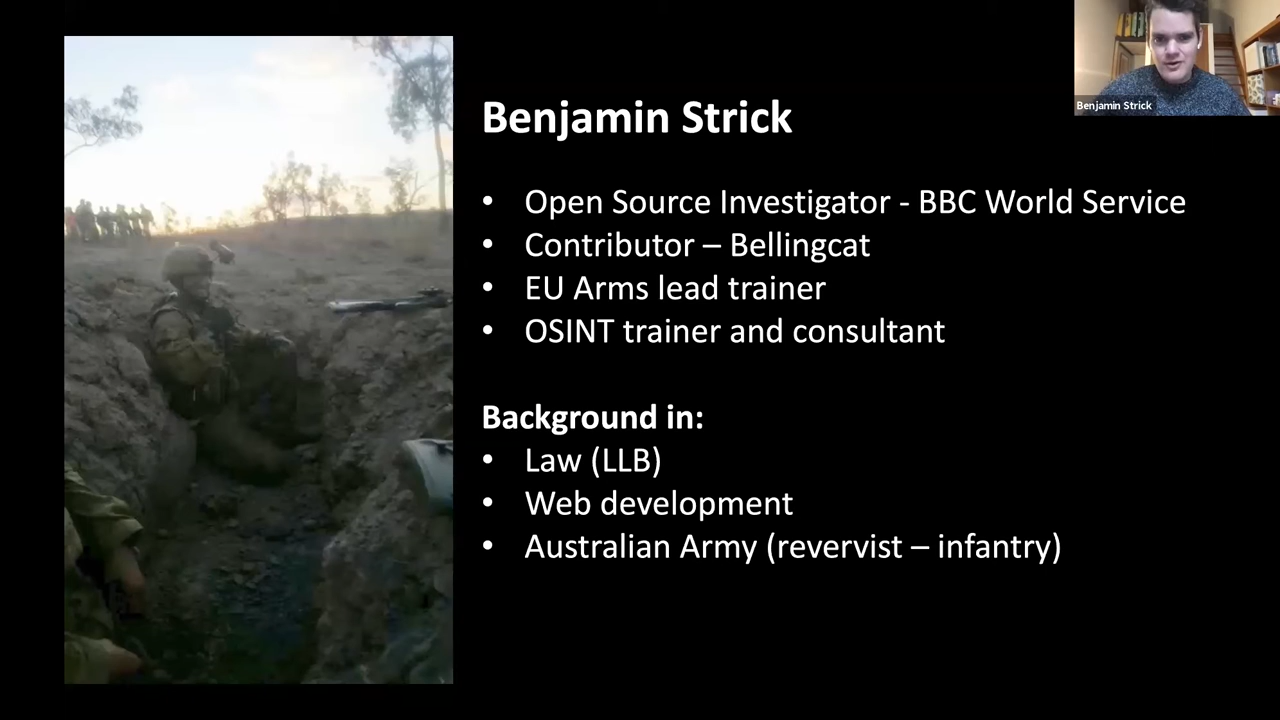 Benjamin Strick
Benjamin Strick
• Open Source Investigator - BBC World Service
• Contributor – Bellingcat
• EU Arms lead trainer
• OSINT trainer and consultant
Background in:
• Law (LLB)
• Web development
• Australian Army (revervist – infantry)